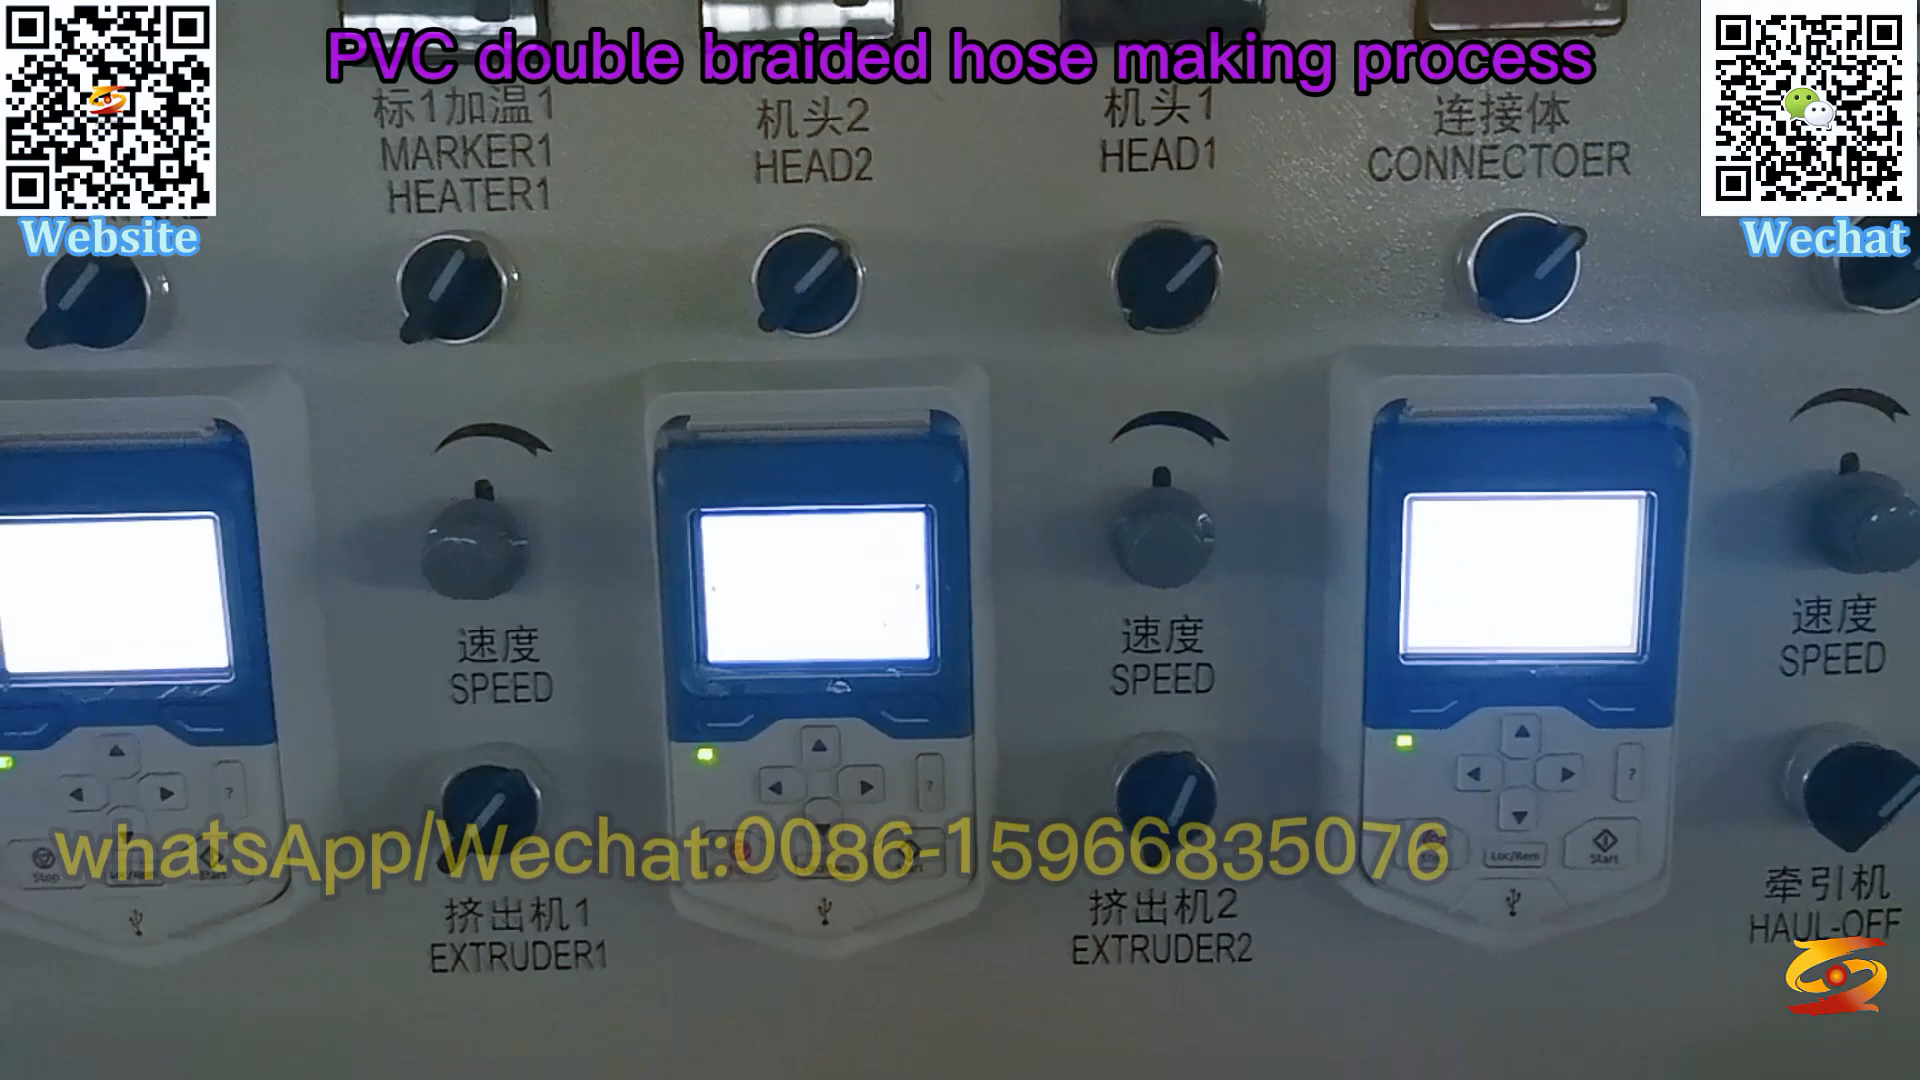 PVC double braided hose making process
标1加温1
MARKER1
HEATER1
机头2
HEAD2
机头1
HEAD1
连接体
CONNECTOER
Website
Wechat
速度
SPEED
速度
SPEED
速度
SPEED
?
?
?
whatsApp/Wechat:0086-15966835076
Stop
Loc/Rem
Start
挤出机1
EXTRUDER1
挤出机2
EXTRUDER2
牵引机
HAUL-OFF